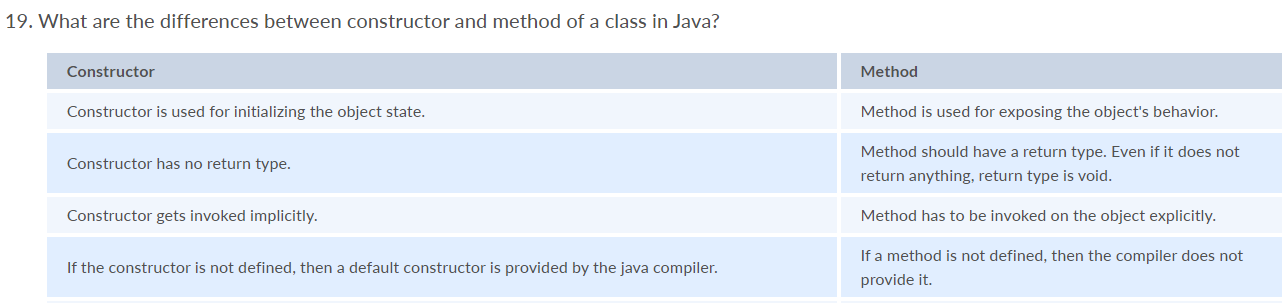 19. What are the differences between constructor and method of a class in Java?
Constructor
Method
Constructor is used for initializing the object state.
Method is used for exposing the object's behavior.
Constructor has no return type.
Method should have a return type. Even if it does not
return anything, return type is void.
Constructor gets invoked implicitly.
Method has to be invoked on the object explicitly.
If the constructor is not defined, then a default constructor is provided by the java compiler.
If a method is not defined, then the compiler does not
provide it.